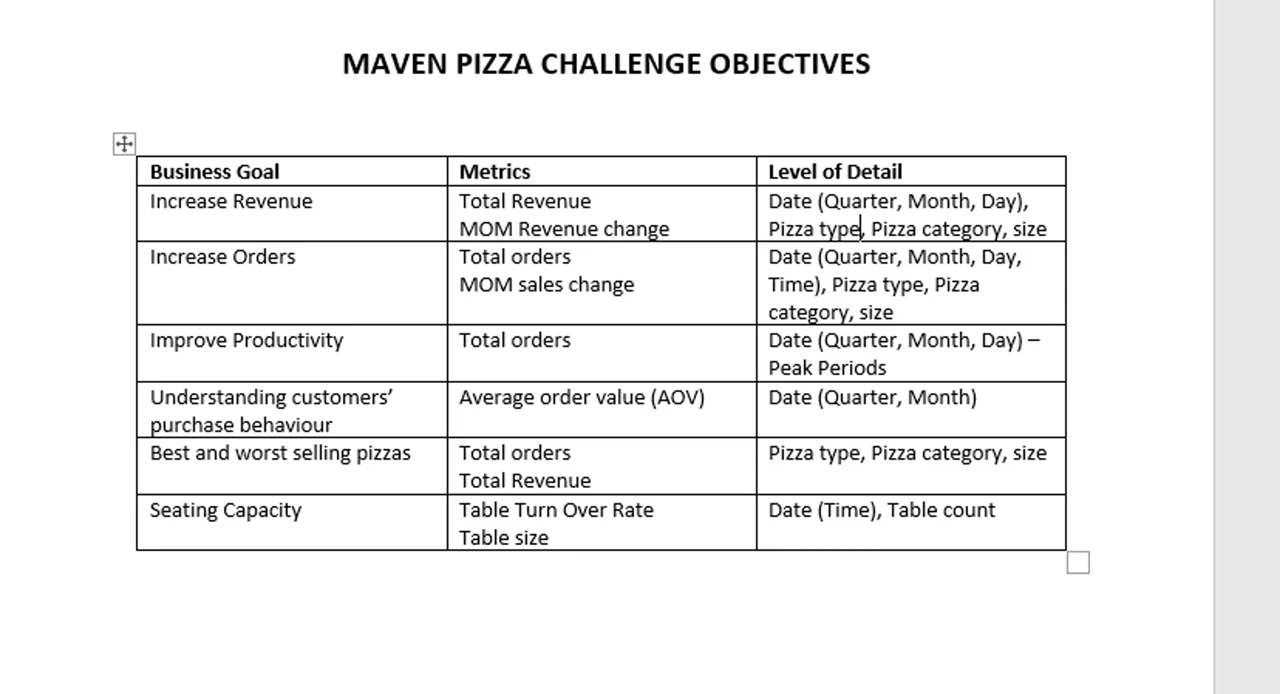 MAVEN PIZZA CHALLENGE OBJECTIVES
Business Goal
Metrics
Level of Detail
Increase Revenue
Total Revenue
MOM Revenue change
Date (Quarter, Month, Day),
Pizza type, Pizza category, size
Increase Orders
Total orders
MOM sales change
Date (Quarter, Month, Day,
Time), Pizza type, Pizza
category, size
Improve Productivity
Total orders
Date (Quarter, Month, Day) –
Peak Periods
Understanding customers’
purchase behaviour
Average order value (AOV)
Date (Quarter, Month)
Best and worst selling pizzas
Total orders
Total Revenue
Pizza type, Pizza category, size
Seating Capacity
Table Turn Over Rate
Table size
Date (Time), Table count